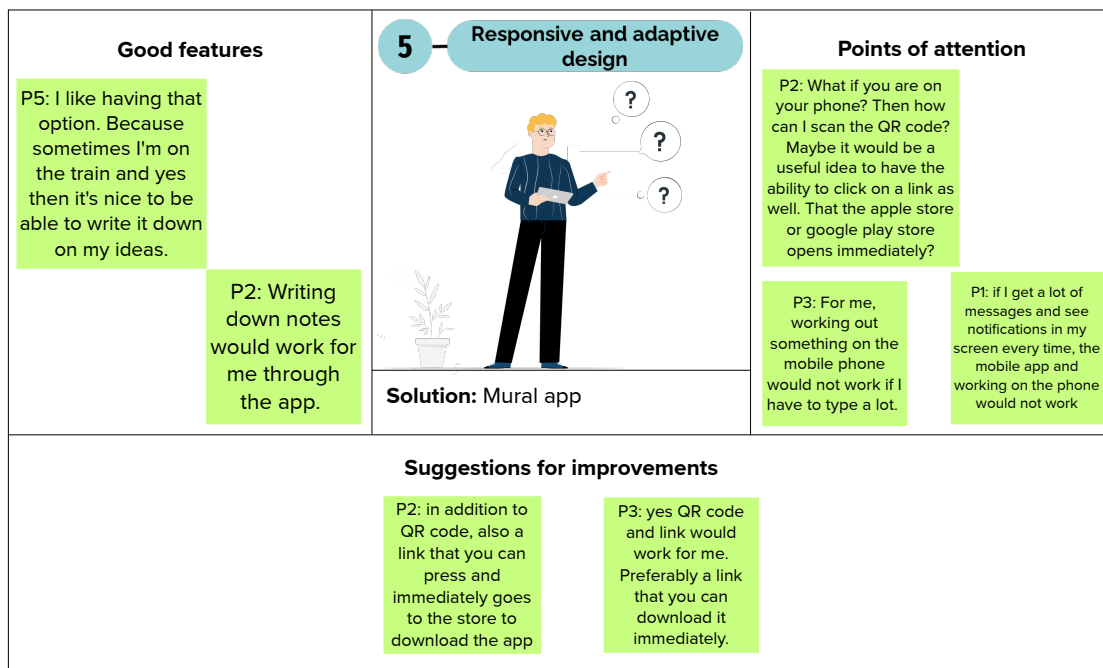 Good features
P5: I like having that
option. Because
sometimes I'm on
the train and yes
then it's nice to be
able to write it down
on my ideas.
P2: Writing
down notes
would work for
me through
the app.
5
Responsive and adaptive
design
?
?
?
Solution: Mural app
Points of attention
P2: What if you are on
your phone? Then how
can I scan the QR code?
Maybe it would be a
useful idea to have the
ability to click on a link as
well. That the apple store
or google play store
opens immediately?
P3: For me,
working out
something on the
mobile phone
would not work if I
have to type a lot.
P1: if I get a lot of
messages and see
notifications in my
screen every time, the
mobile app and
working on the phone
would not work
Suggestions for improvements
P2: in addition to
QR code, also a
link that you can
press and
immediately goes
to the store to
download the app
P3: yes QR code
and link would
work for me.
Preferably a link
that you can
download it
immediately.